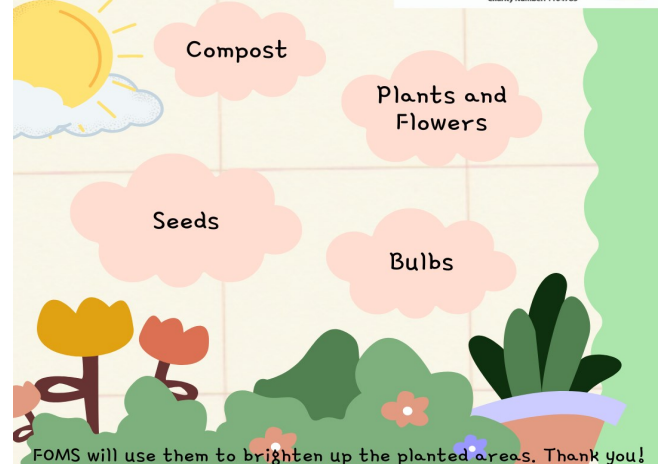 Compost
Plants and
Flowers
Seeds
Bulbs
FOMS will use them to brighten up the planted areas. Thank you!